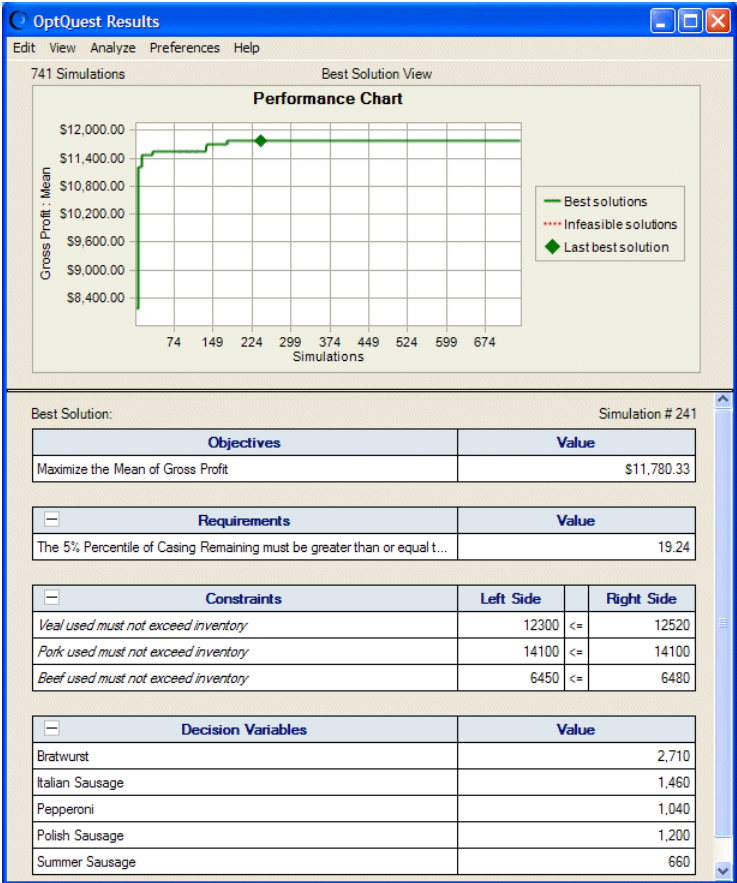 OptQuest Results
Edit View Analyze Preferences Help
741 Simulations Best Solution View
Performance Chart
$12,000.00
$11,400.00
$10,800.00
$10,200.00
$9,600.00
$9,000.00
$8,400.00
Gross Profit : Mean
74 149 224 299 374 449 524 599 674
Simulations
Best solutions
Infeasible solutions
Last best solution
Best Solution: Simulation # 241
Objectives Value
Maximize the Mean of Gross Profit $11,780.33
Requirements Value
The 5% Percentile of Casing Remaining must be greater than or equal t... 19.24
Constraints Left Side Right Side
Veal used must not exceed inventory 12300 <= 12520
Pork used must not exceed inventory 14100 <= 14100
Beef used must not exceed inventory 6450 <= 6480
Decision Variables Value
Bratwurst 2,710
Italian Sausage 1,460
Pepperoni 1,040
Polish Sausage 1,200
Summer Sausage 660